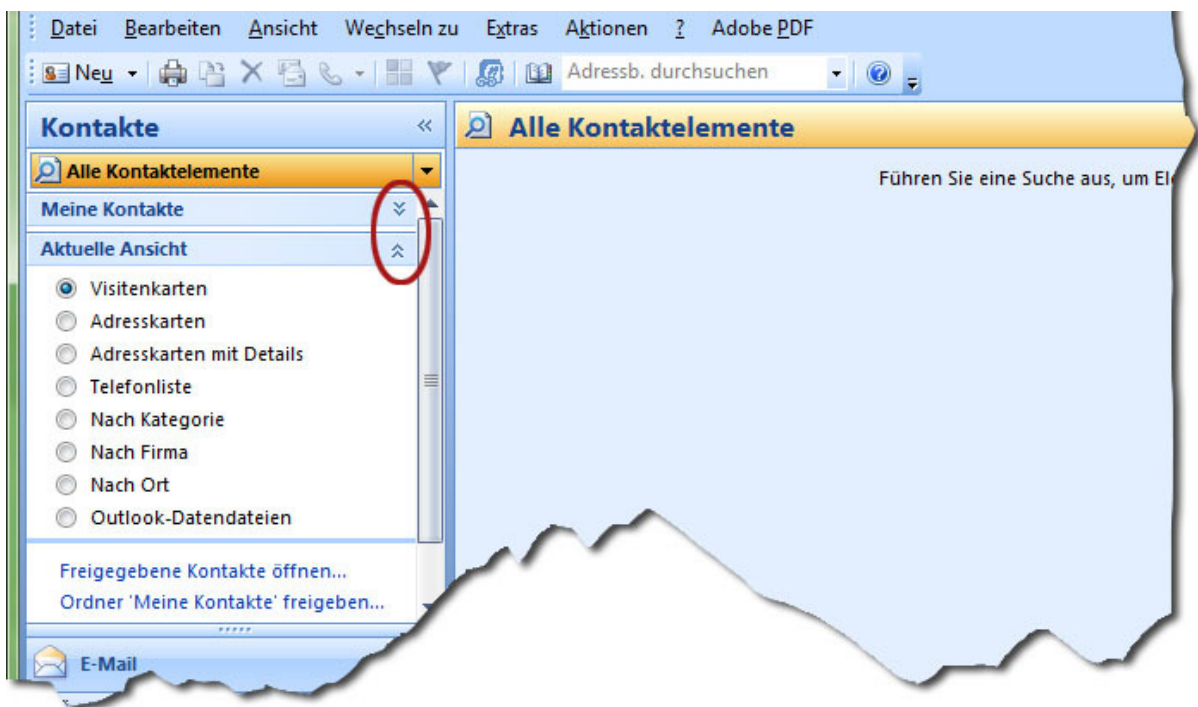 Datei Bearbeiten Ansicht Wechseln zu Extras Aktionen ? Adobe PDF
Neu Adressb. durchsuchen
Kontakte
Alle Kontaktelemente
Alle Kontaktelemente
Führen Sie eine Suche aus, um
Meine Kontakte
Aktuelle Ansicht
Visitenkarten
Adresskarten
Adresskarten mit Details
Telefonliste
Nach Kategorie
Nach Firma
Nach Ort
Outlook-Datendateien
Freigegebene Kontakte öffnen...
Ordner 'Meine Kontakte' freigeben...
E-Mail